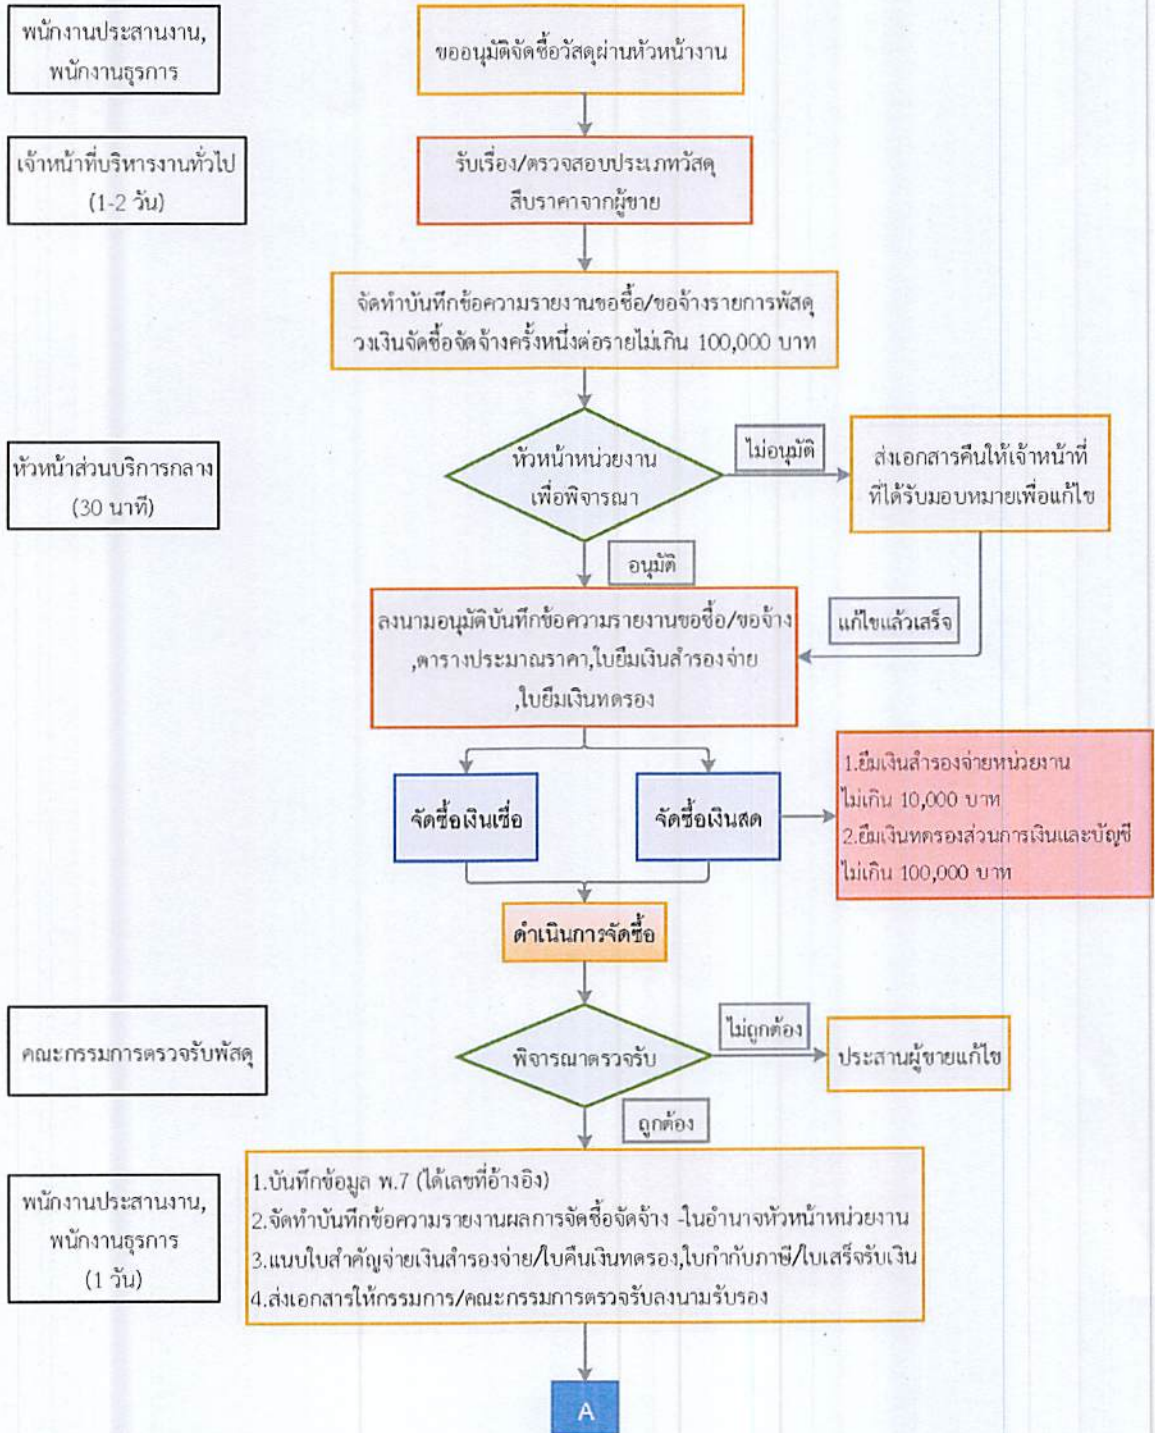 พนักงานประสานงาน,
พนักงานธุรการ
ขออนุมัติจัดซื้อวัสดุผ่านหัวหน้างาน
เจ้าหน้าที่บริหารงานทั่วไป
(1-2 วัน)
รับเรื่อง/ตรวจสอบประเภทวัสดุ
สืบราคาจากผู้ขาย
จัดทำบันทึกข้อความรายงานขอซื้อ/ขอจ้างรายการพัสดุ
วงเงินจัดซื้อจัดจ้างครั้งหนึ่งต่อรายไม่เกิน 100,000 บาท
หัวหน้าส่วนบริการกลาง
(30 นาที)
หัวหน้าหน่วยงาน
เพื่อพิจารณา
ไม่อนุมัติ
ส่งเอกสารคืนให้เจ้าหน้าที่
ที่ได้รับมอบหมายเพื่อแก้ไข
อนุมัติ
แก้ไขแล้วเสร็จ
ลงนามอนุมัติบันทึกข้อความรายงานขอซื้อ/ขอจ้าง
,ตารางประมาณราคา,ใบยืมเงินสำรองจ่าย
,ใบยืมเงินทดรอง
จัดซื้อเงินเชื่อ
จัดซื้อเงินสด
1.ยืมเงินสำรองจ่ายหน่วยงาน
ไม่เกิน 10,000 บาท
2.ยืมเงินทดรองส่วนการเงินและบัญชี
ไม่เกิน 100,000 บาท
ดำเนินการจัดซื้อ
คณะกรรมการตรวจรับพัสดุ
พิจารณาตรวจรับ
ไม่ถูกต้อง
ประสานผู้ขายแก้ไข
ถูกต้อง
พนักงานประสานงาน,
พนักงานธุรการ
(1 วัน)
1.บันทึกข้อมูล พ.7 (ได้เลขที่อ้างอิง)
2.จัดทำบันทึกข้อความรายงานผลการจัดซื้อจัดจ้าง -ในอำนาจหัวหน้าหน่วยงาน
3.แนบใบสำคัญจ่ายเงินสำรองจ่าย/ใบคืนเงินทดรอง,ใบกำกับภาษี/ใบเสร็จรับเงิน
4.ส่งเอกสารให้กรรมการ/คณะกรรมการตรวจรับลงนามรับรอง
A